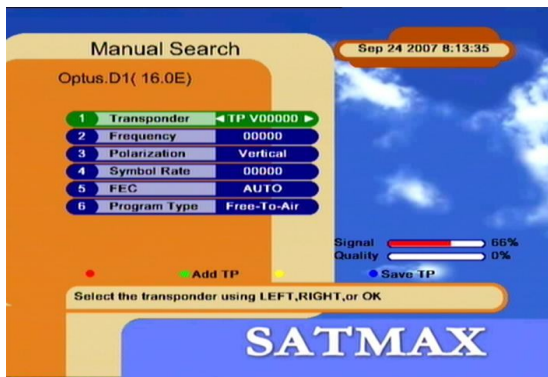 Manual Search
Sep 24 2007 8:13:35
Optus.D1( 16.0E)
1 Transponder TP V00000
2 Frequency 00000
3 Polarization Vertical
4 Symbol Rate 00000
5 FEC AUTO
6 Program Type Free-To-Air
Signal 66%
Quality 0%
Add TP Save TP
Select the transponder using LEFT,RIGHT,or OK
SATMAX